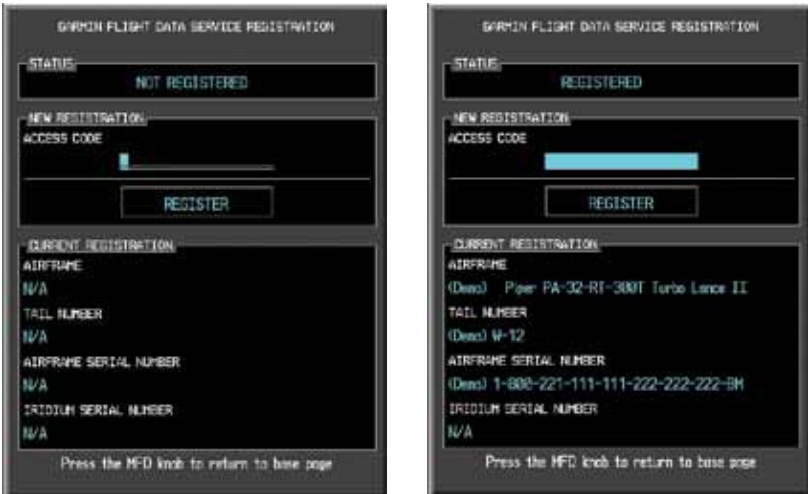 GARMIN FLIGHT DATA SERVICE REGISTRATION
STATUS
NOT REGISTERED
NEW REGISTRATION
ACCESS CODE
REGISTER
CURRENT REGISTRATION
AIRFRAME
N/A
TAIL NUMBER
N/A
AIRFRAME SERIAL NUMBER
N/A
IRIDIUM SERIAL NUMBER
N/A
Press the MFD knob to return to base page
GARMIN FLIGHT DATA SERVICE REGISTRATION
STATUS
REGISTERED
NEW REGISTRATION
ACCESS CODE
REGISTER
CURRENT REGISTRATION
AIRFRAME
(Demo) Piper PA-32-RT-300T Turbo Lance II
TAIL NUMBER
(Demo) W-12
AIRFRAME SERIAL NUMBER
(Demo) 1-800-221-111-111-222-222-222-BM
IRIDIUM SERIAL NUMBER
N/A
Press the MFD knob to return to base page